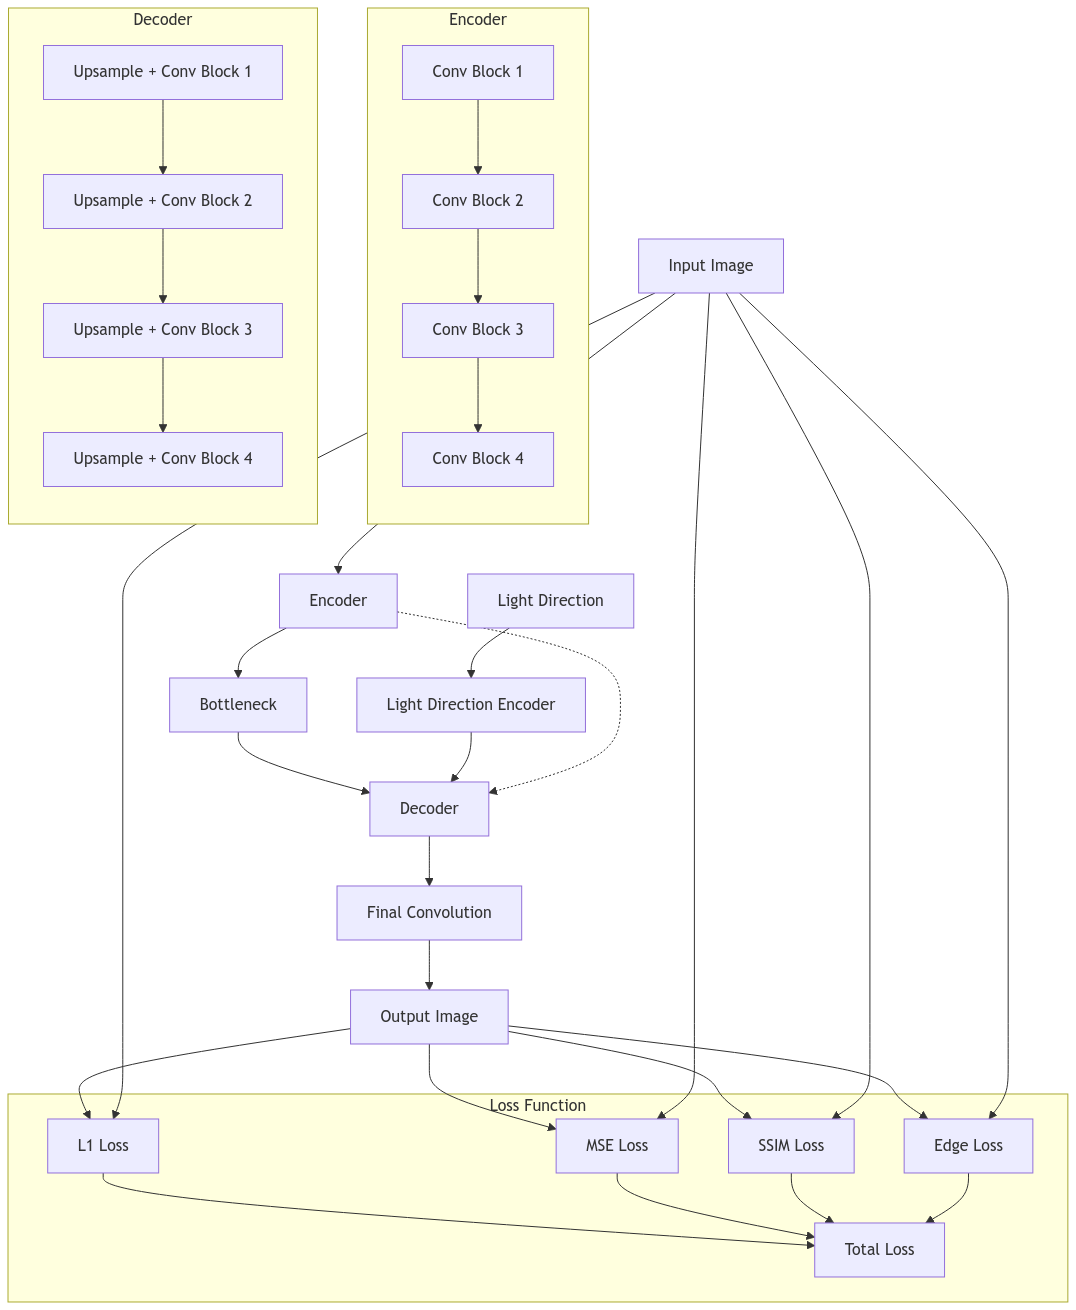 Decoder
Upsample + Conv Block 1
Upsample + Conv Block 2
Upsample + Conv Block 3
Upsample + Conv Block 4
Encoder
Conv Block 1
Conv Block 2
Conv Block 3
Conv Block 4
Input Image
Encoder
Light Direction
Bottleneck
Light Direction Encoder
Decoder
Final Convolution
Output Image
Loss Function
L1 Loss
MSE Loss
SSIM Loss
Edge Loss
Total Loss